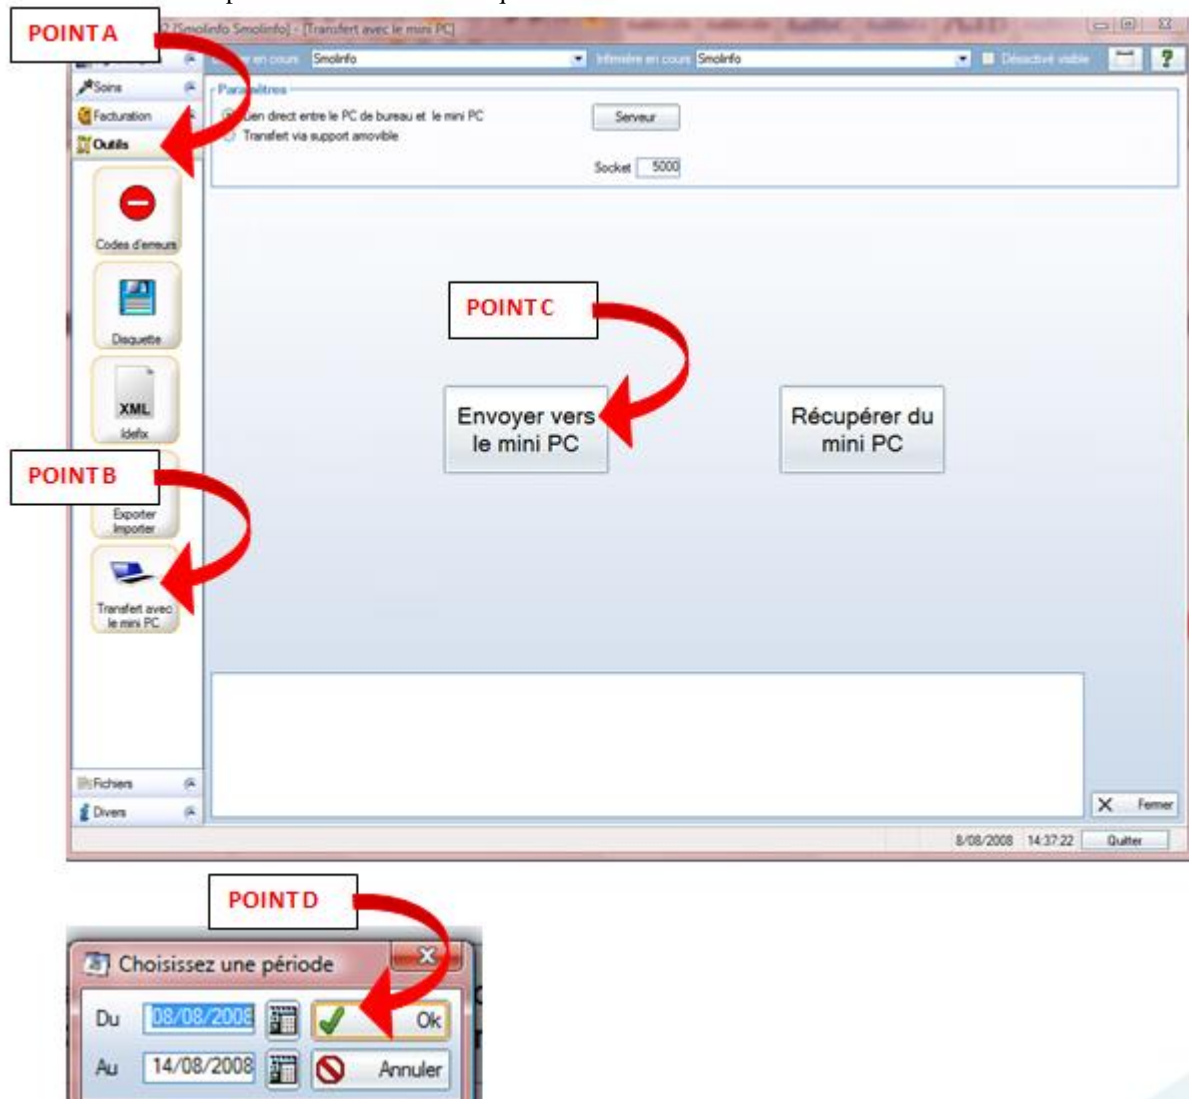 POINT A
[Smolinfo Smolinfo] - [Transfert avec le mini PC]
en cours Smolinfo Infirmière en cours Smolinfo Désactivé visible ?
Soins
Paramètres
Facturation
Lien direct entre le PC de bureau et le mini PC Serveur
Outils
Transfert via support amovible
Socket 5000
Codes d'erreurs
POINT C
Disquette
XML
Idefix
Envoyer vers
le mini PC
Récupérer du
mini PC
POINT B
Exporter
Importer
Transfert avec
le mini PC
Fichiers
Divers
X Fermer
8/08/2008 14:37:22 Quitter
POINT D
Choisissez une période
Du 08/08/2008 Ok
Au 14/08/2008 Annuler